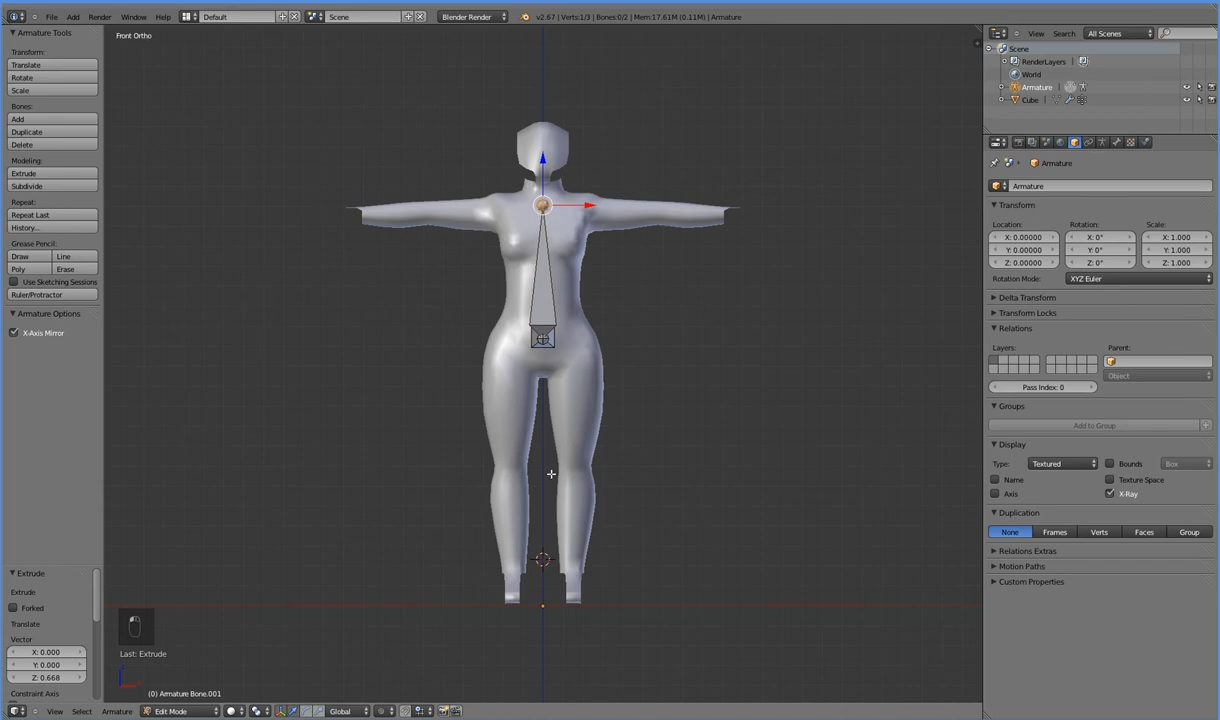 File Add Render Window Help Default Scene Blender Render v2.67 | Verts:1/3 | Bones:0/2 | Mem:17.61M (0.11M) | Armature
Armature Tools
Transform:
Translate
Rotate
Scale
Bones:
Add
Duplicate
Delete
Modeling:
Extrude
Subdivide
Repeat:
Repeat Last
History...
Grease Pencil:
Draw Line
Poly Erase
Use Sketching Sessions
Ruler/Protractor
Armature Options
X-Axis Mirror
Extrude
Extrude
Forked
Translate
Vector
X: 0.000
Y: 0.000
Z: 0.668
Constraint Axis
Front Ortho
Last: Extrude
(0) Armature Bone.001
View Select Armature Edit Mode Global
View Search All Scenes
Scene
RenderLayers |
World
Armature |
Cube |
Armature
Armature
Transform
Location: Rotation: Scale:
X: 0.00000 X: 0° X: 1.000
Y: 0.00000 Y: 0° Y: 1.000
Z: 0.00000 Z: 0° Z: 1.000
Rotation Mode: XYZ Euler
Delta Transform
Transform Locks
Relations
Layers: Parent:
Object
Pass Index: 0
Groups
Add to Group
Display
Type: Textured Bounds Box
Name Texture Space
Axis X-Ray
Duplication
None Frames Verts Faces Group
Relations Extras
Motion Paths
Custom Properties